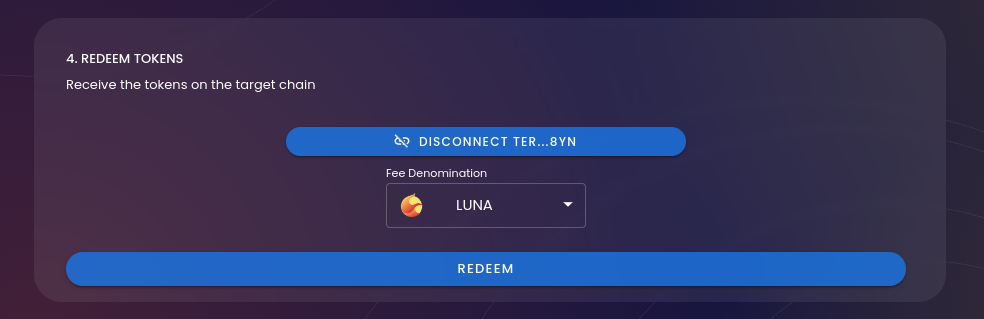 4. REDEEM TOKENS
Receive the tokens on the target chain
DISCONNECT TER...8YN
Fee Denomination
LUNA
REDEEM